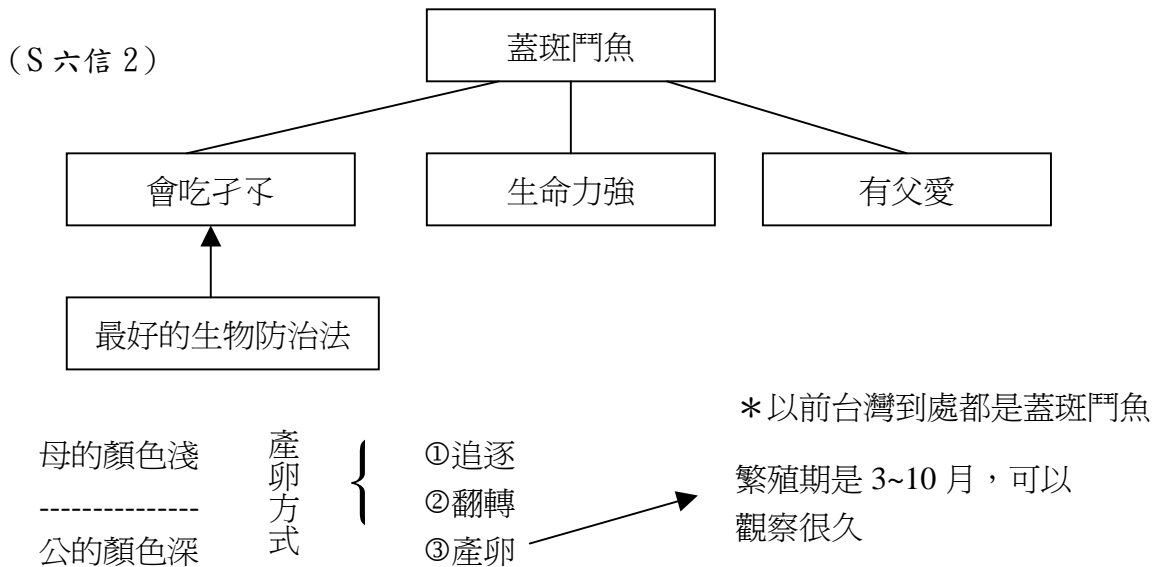 (S 六信 2)
蓋斑鬥魚
會吃孑孓
生命力強
有父愛
最好的生物防治法
母的顏色淺
---------------
公的顏色深
產卵方式
①追逐
②翻轉
③產卵
＊以前台灣到處都是蓋斑鬥魚
繁殖期是 3~10 月，可以
觀察很久